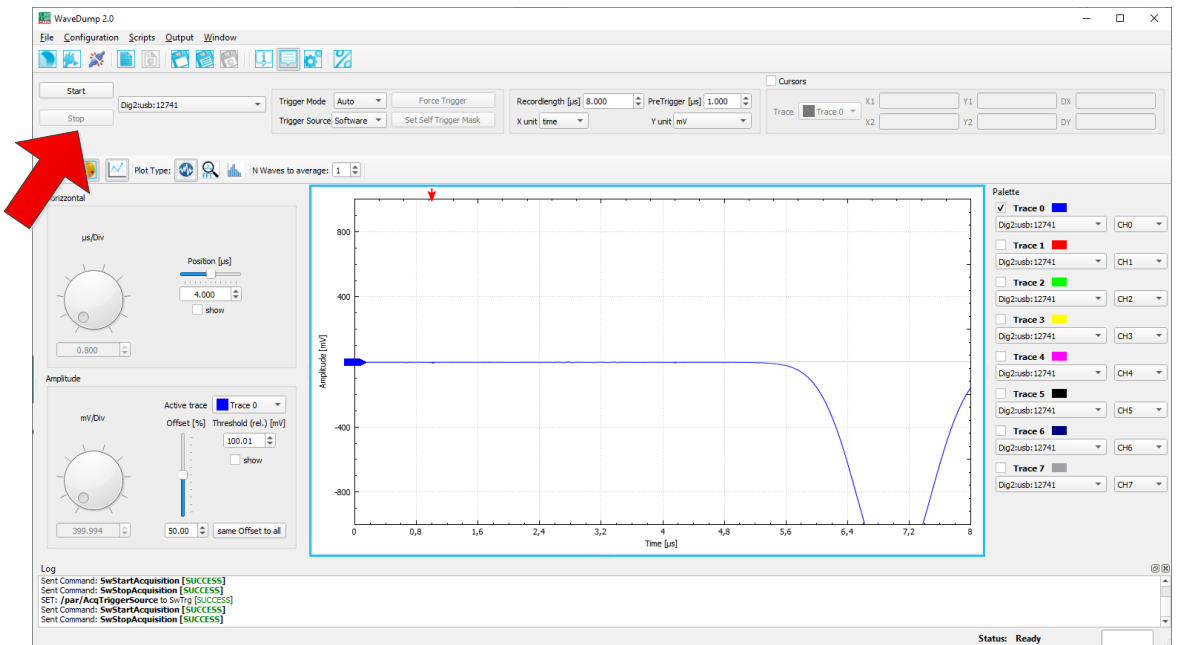 WaveDump 2.0
File Configuration Scripts Output Window
Start
Stop
Dig2:usb:12741
Trigger Mode Auto Force Trigger
Trigger Source Software Set Self Trigger Mask
Recordlength [µs] 8.000 PreTrigger [µs] 1.000
X unit time Y unit mV
Cursors
Trace Trace 0
X1 Y1 DX
X2 Y2 DY
Plot Type: FFT N Waves to average: 1
µs/Div
Position [µs]
4.000
show
0.800
Amplitude
Active trace Trace 0
mV/Div
Offset [%] Threshold (rel.) [mV]
100.01
show
399.994
50.00 same Offset to all
Amplitude [mV]
800
400
0
-400
-800
0 0,8 1,6 2,4 3,2 4 4,8 5,6 6,4 7,2 8
Time [µs]
Palette
Trace 0
Dig2:usb:12741 CH0
Trace 1
Dig2:usb:12741 CH1
Trace 2
Dig2:usb:12741 CH2
Trace 3
Dig2:usb:12741 CH3
Trace 4
Dig2:usb:12741 CH4
Trace 5
Dig2:usb:12741 CH5
Trace 6
Dig2:usb:12741 CH6
Trace 7
Dig2:usb:12741 CH7
Log
Sent Command: SwStartAcquisition [SUCCESS]
Sent Command: SwStopAcquisition [SUCCESS]
SET: /par/AcqTriggerSource to SwTrg [SUCCESS]
Sent Command: SwStartAcquisition [SUCCESS]
Sent Command: SwStopAcquisition [SUCCESS]
Status: Ready